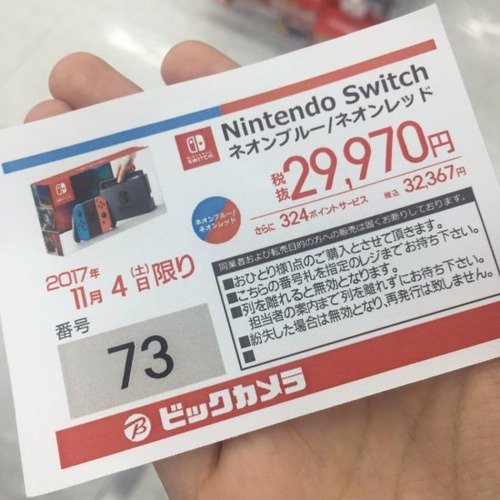 Nintendo Switch
ネオンブルー/ネオンレッド
NINTENDO
SWITCH
税抜29,970円
さらに 324ポイントサービス 税込 32,367円
ネオンブルー/
ネオンレッド
同業者および転売目的の方への販売は固くお断りしております。
■おひとり様1点のご購入とさせて頂きます。
■こちらの番号札を指定のレジまでお持ち下さい。
■列を離れると無効となります。
担当者の案内まで列を離れずにお待ち下さい。
■紛失した場合は無効となり、再発行は致しません。
■
2017年
11月 4(土)日限り
番号
73
B ビックカメラ